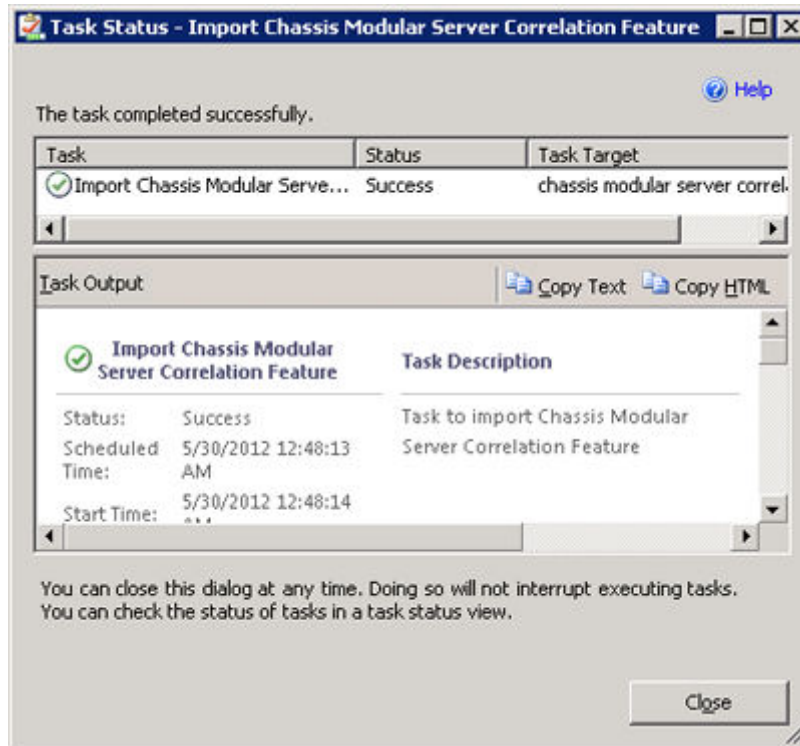 Task Status - Import Chassis Modular Server Correlation Feature
Help
The task completed successfully.
Task Status Task Target
Import Chassis Modular Serve... Success chassis modular server correl
Task Output Copy Text Copy HTML
Import Chassis Modular Server Correlation Feature
Task Description
Status: Success
Scheduled Time: 5/30/2012 12:48:13 AM
Start Time: 5/30/2012 12:48:14
Task to import Chassis Modular
Server Correlation Feature
You can close this dialog at any time. Doing so will not interrupt executing tasks.
You can check the status of tasks in a task status view.
Close